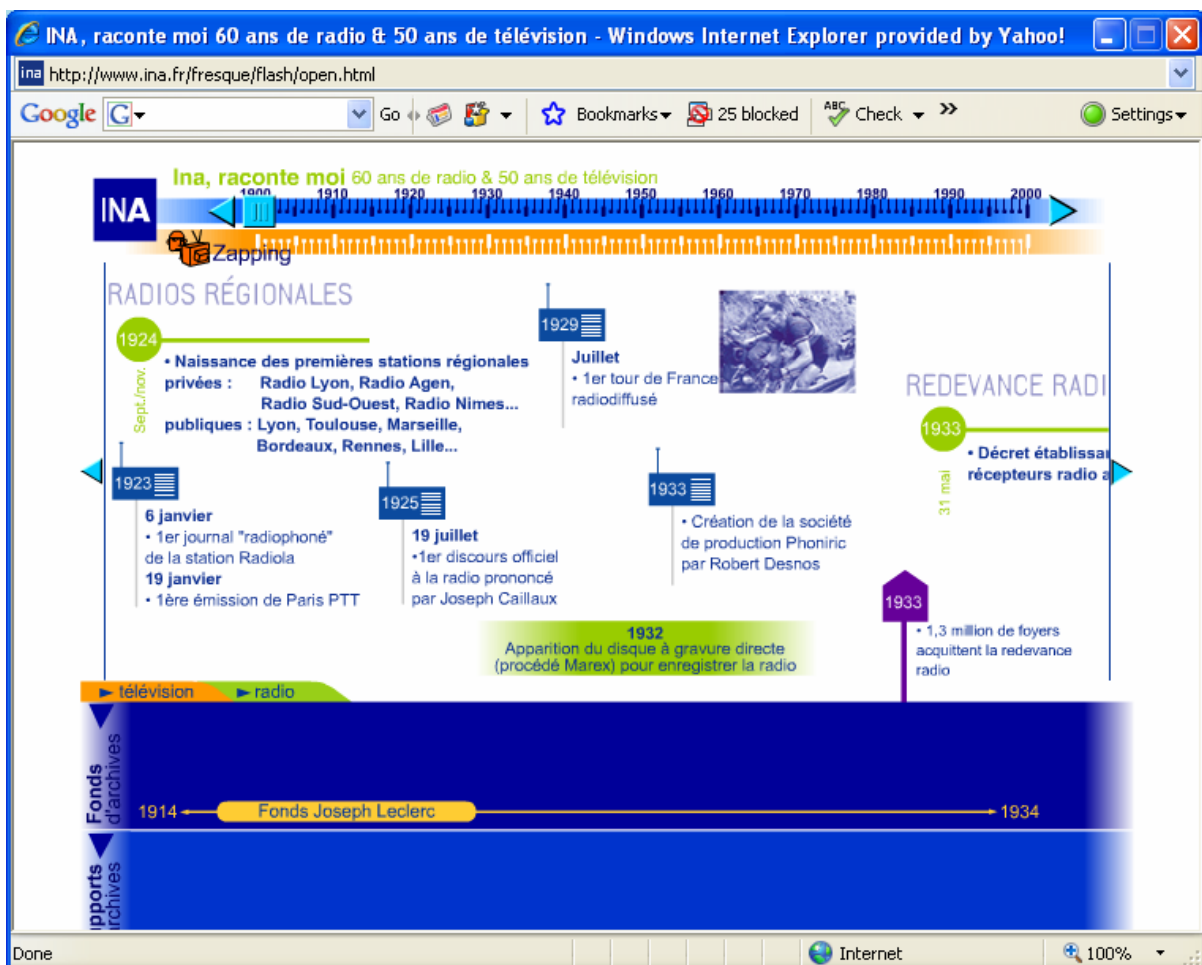 INA, raconte moi 60 ans de radio & 50 ans de télévision - Windows Internet Explorer provided by Yahoo!
ina http://www.ina.fr/fresque/flash/open.html
Google G Go Bookmarks 25 blocked ABC Check » Settings
Ina, raconte moi 60 ans de radio & 50 ans de télévision
INA
1900 1910 1920 1930 1940 1950 1960 1970 1980 1990 2000
Zapping
RADIOS RÉGIONALES
1924
Sept./nov.
• Naissance des premières stations régionales
privées : Radio Lyon, Radio Agen,
Radio Sud-Ouest, Radio Nimes...
publiques : Lyon, Toulouse, Marseille,
Bordeaux, Rennes, Lille...
1929
Juillet
• 1er tour de France
radiodiffusé
REDEVANCE RADI
1933
31 mai
• Décret établissa
récepteurs radio a
1923
6 janvier
• 1er journal "radiophoné"
de la station Radiola
19 janvier
• 1ère émission de Paris PTT
1925
19 juillet
•1er discours officiel
à la radio prononcé
par Joseph Caillaux
1933
• Création de la société
de production Phoniric
par Robert Desnos
1933
• 1,3 million de foyers
acquittent la redevance
radio
1932
Apparition du disque à gravure directe
(procédé Marex) pour enregistrer la radio
télévision radio
Fonds
d'archives
1914 Fonds Joseph Leclerc 1934
pports
archives
Done Internet 100%